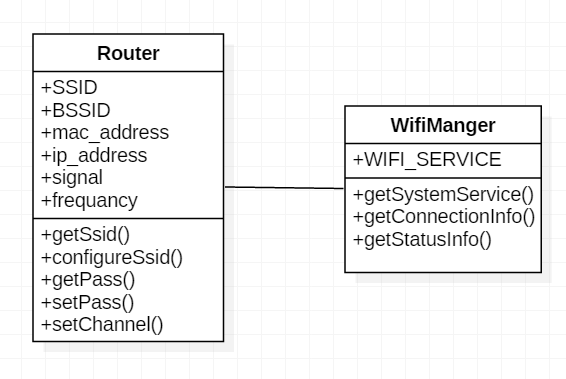 Router
+SSID
+BSSID
+mac_address
+ip_address
+signal
+frequancy
+getSsid()
+configureSsid()
+getPass()
+setPass()
+setChannel()
WifiManger
+WIFI_SERVICE
+getSystemService()
+getConnectionInfo()
+getStatusInfo()